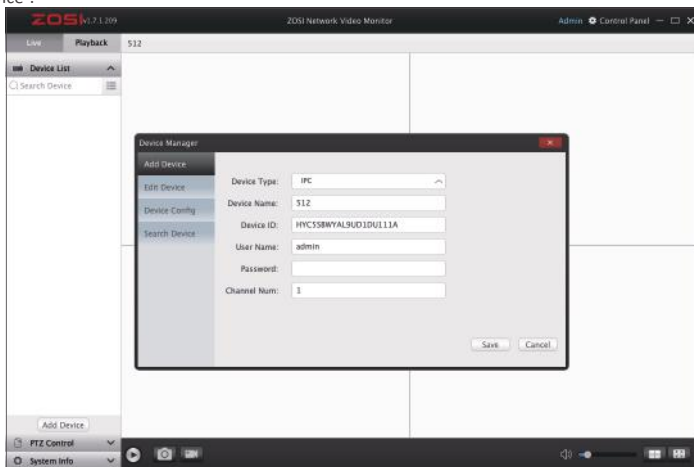 ice".
ZOSI v1.7.1.209
ZOSI Network Video Monitor
Admin Control Panel
Live Playback
512
Device List
Search Device
Device Manager
Add Device
Edit Device
Device Config
Search Device
Device Type: IPC
Device Name: 512
Device ID: HYCSSBWYAL9UD1DU111A
User Name: admin
Password:
Channel Num: 1
Save Cancel
Add Device
PTZ Control
System Info